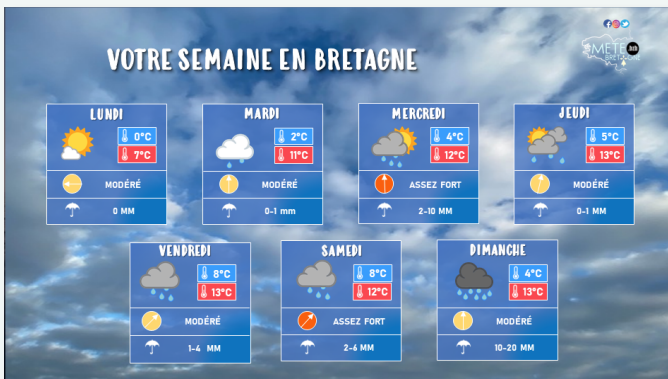 METEO
BRETAGNE
VOTRE SEMAINE EN BRETAGNE
LUNDI
0°C
7°C
MODÉRÉ
0 MM
MARDI
2°C
11°C
MODÉRÉ
0-1 mm
MERCREDI
4°C
12°C
ASSEZ FORT
2-10 MM
JEUDI
5°C
13°C
MODÉRÉ
0-1 MM
VENDREDI
8°C
13°C
MODÉRÉ
1-4 MM
SAMEDI
8°C
12°C
ASSEZ FORT
2-6 MM
DIMANCHE
4°C
13°C
MODÉRÉ
10-20 MM